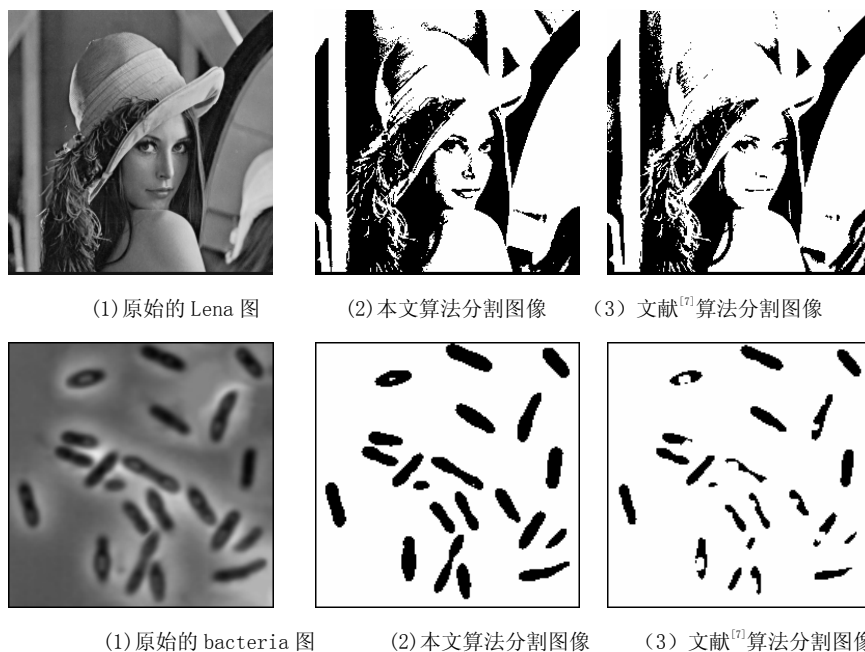 (1)原始的 Lena 图 (2)本文算法分割图像 （3）文献[7]算法分割图像
(1)原始的 bacteria 图 (2)本文算法分割图像 （3）文献[7]算法分割图像